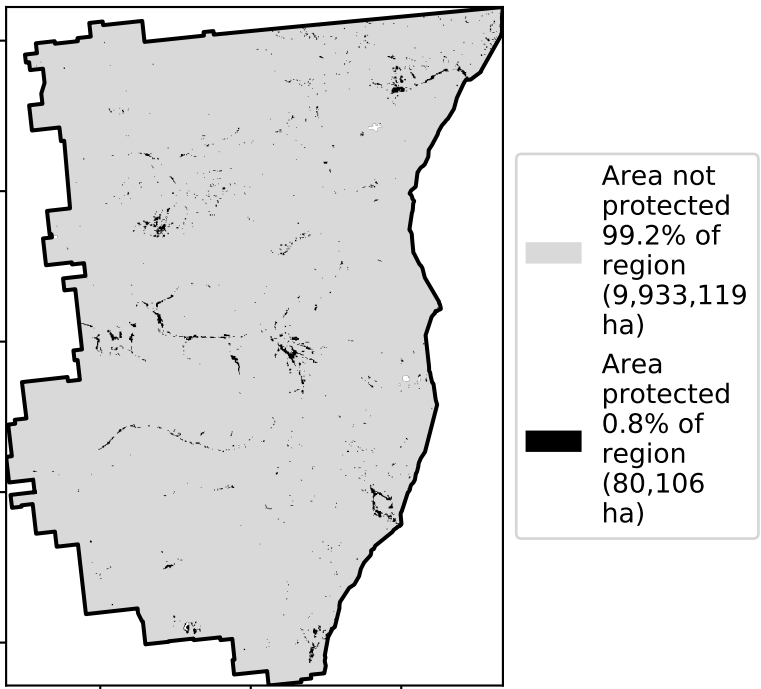 Area not
protected
99.2% of
region
(9,933,119
ha)
Area
protected
0.8% of
region
(80,106
ha)